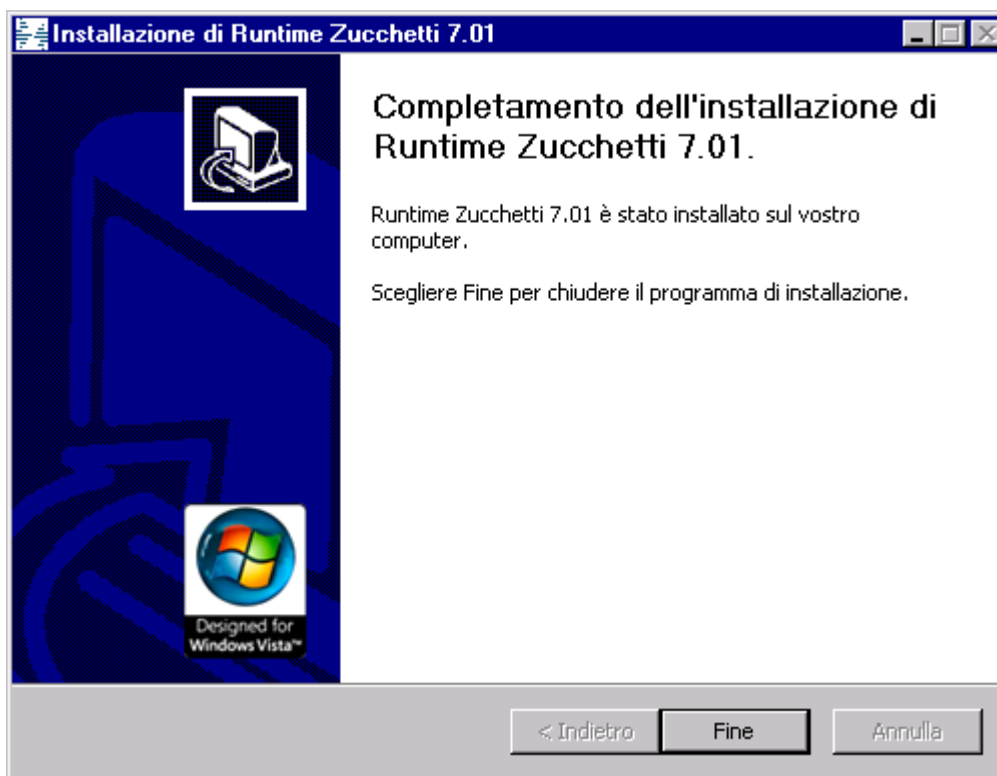 Installazione di Runtime Zucchetti 7.01
Completamento dell'installazione di
Runtime Zucchetti 7.01.
Runtime Zucchetti 7.01 è stato installato sul vostro
computer.
Scegliere Fine per chiudere il programma di installazione.
Designed for
Windows Vista™
< Indietro
Fine
Annulla